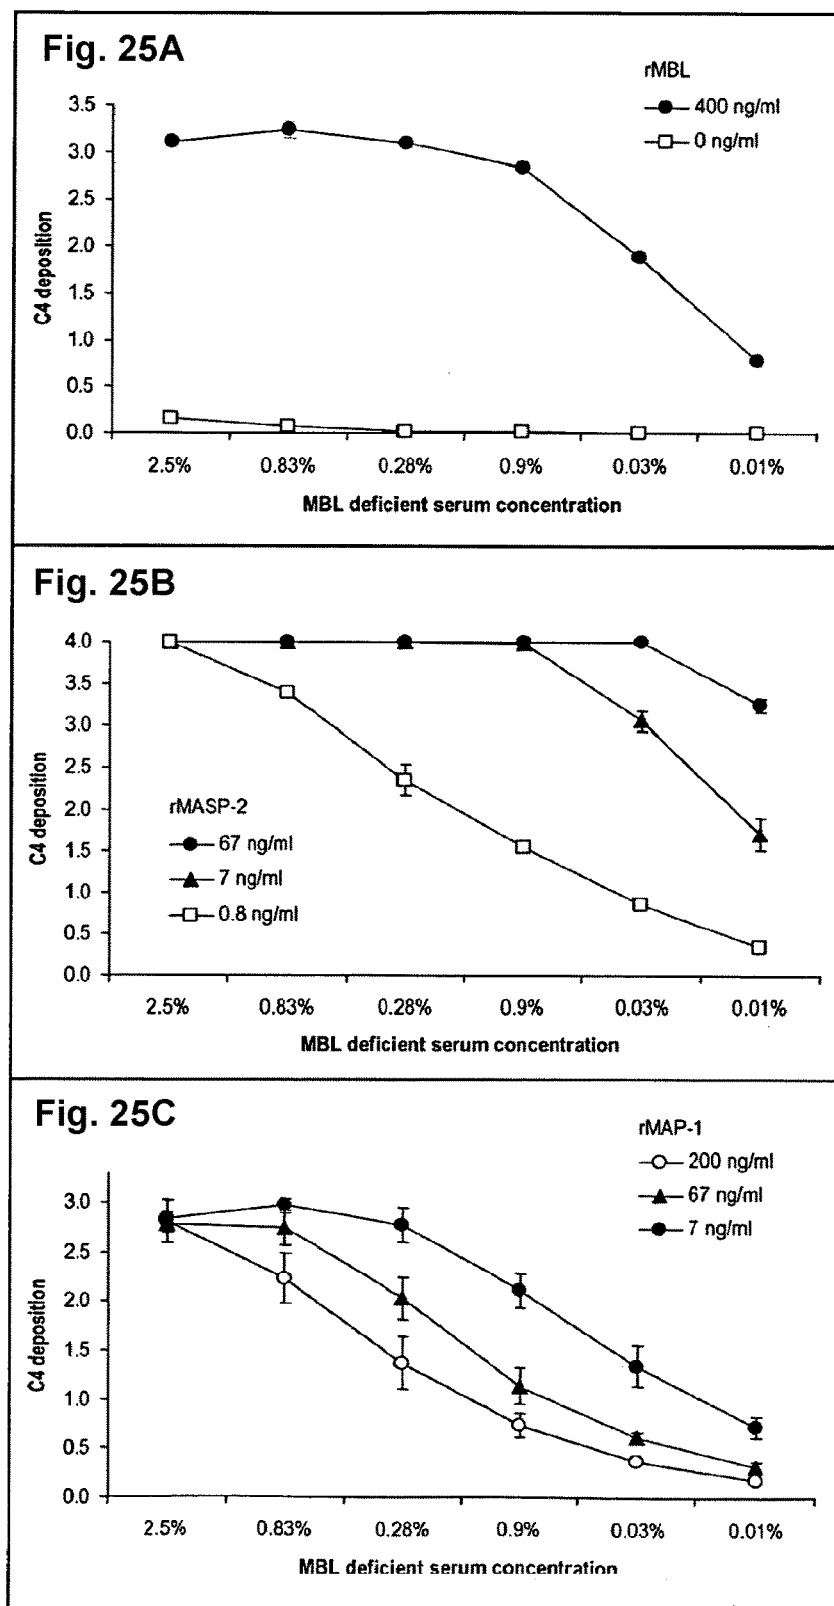 Fig. 25A
rMBL
400 ng/ml
0 ng/ml
3.5
3.0
2.5
2.0
1.5
1.0
0.5
0.0
C4 deposition
2.5% 0.83% 0.28% 0.9% 0.03% 0.01%
MBL deficient serum concentration
Fig. 25B
4.0
3.5
3.0
2.5
2.0
1.5
1.0
0.5
0.0
C4 deposition
rMASP-2
67 ng/ml
7 ng/ml
0.8 ng/ml
2.5% 0.83% 0.28% 0.9% 0.03% 0.01%
MBL deficient serum concentration
Fig. 25C
rMAP-1
200 ng/ml
67 ng/ml
7 ng/ml
3.0
2.5
2.0
1.5
1.0
0.5
0.0
C4 deposition
2.5% 0.83% 0.28% 0.9% 0.03% 0.01%
MBL deficient serum concentration